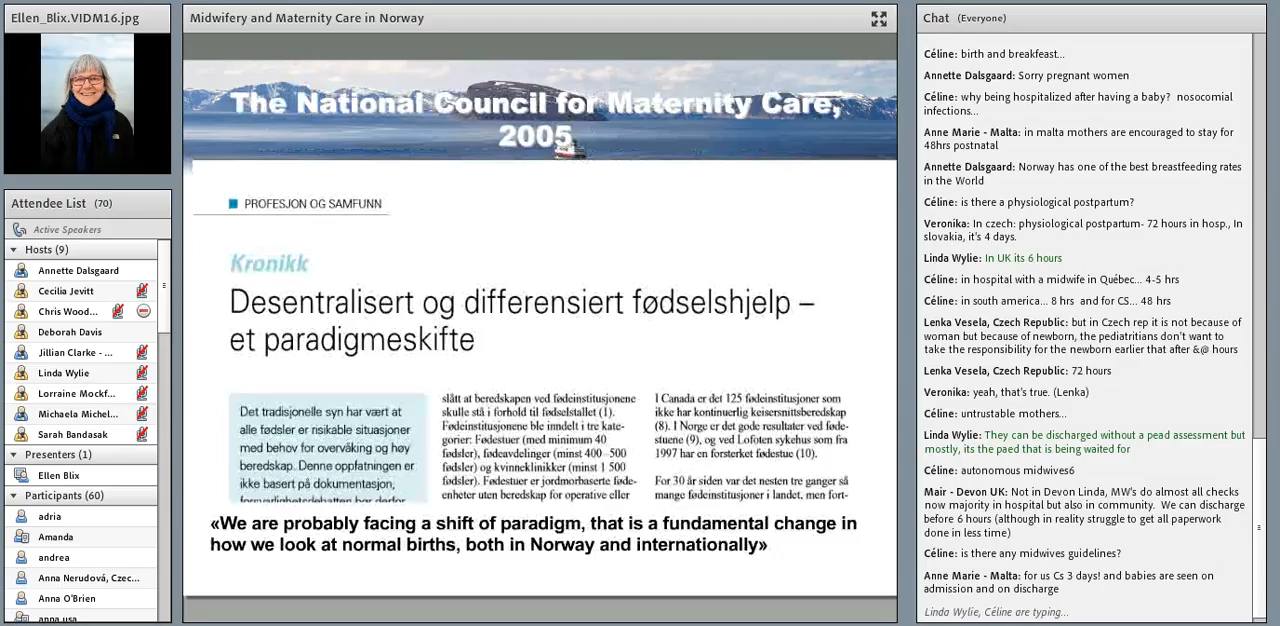 Ellen_Blix.VIDM16.jpg
Attendee List (70)
Active Speakers
Hosts (9)
Annette Dalsgaard
Cecilia Jevitt
Chris Wood...
Deborah Davis
Jillian Clarke - ...
Linda Wylie
Lorraine Mockf...
Michaela Michel...
Sarah Bandasak
Presenters (1)
Ellen Blix
Participants (60)
adria
Amanda
andrea
Anna Nerudová, Czec...
Anna O'Brien
anna usa
Midwifery and Maternity Care in Norway
The National Council for Maternity Care,
2005
PROFESJON OG SAMFUNN
Kronikk
Desentralisert og differensiert fødselshjelp –
et paradigmeskifte
Det tradisjonelle syn har vært at
alle fødsler er risikable situasjoner
med behov for overvåking og høy
beredskap. Denne oppfatningen er
ikke basert på dokumentasjon,
slått at beredskapen ved fødeinstitusjonene
skulle stå i forhold til fødselstallet (1).
Fødeinstitusjonene ble inndelt i tre kate-
gorier: Fødestuer (med minimum 40
fødsler), fødeavdelinger (minst 400–500
fødsler) og kvinneklinikker (minst 1 500
fødsler). Fødestuer er jordmorbaserte føde-
enheter uten beredskap for operative eller
I Canada er det 125 fødeinstitusjoner som
ikke har kontinuerlig keisersnittsberedskap
(8). I Norge er det gode resultater ved føde-
stuene (9), og ved Lofoten sykehus som fra
1997 har en forsterket fødestue (10).
For 30 år siden var det nesten tre ganger så
mange fødeinstitusjoner i landet, men fort-
«We are probably facing a shift of paradigm, that is a fundamental change in
how we look at normal births, both in Norway and internationally»
Chat (Everyone)
Céline: birth and breakfeast...
Annette Dalsgaard: Sorry pregnant women
Céline: why being hospitalized after having a baby? nosocomial
infections...
Anne Marie - Malta: in malta mothers are encouraged to stay for
48hrs postnatal
Annette Dalsgaard: Norway has one of the best breastfeeding rates
in the World
Céline: is there a physiological postpartum?
Veronika: In czech: physiological postpartum- 72 hours in hosp., In
slovakia, it's 4 days.
Linda Wylie: In UK its 6 hours
Céline: in hospital with a midwife in Québec... 4-5 hrs
Céline: in south america... 8 hrs and for CS... 48 hrs
Lenka Vesela, Czech Republic: but in Czech rep it is not because of
woman but because of newborn, the pediatritians don't want to
take the responsibility for the newborn earlier that after &@ hours
Lenka Vesela, Czech Republic: 72 hours
Veronika: yeah, that's true. (Lenka)
Céline: untrustable mothers...
Linda Wylie: They can be discharged without a pead assessment but
mostly, its the paed that is being waited for
Céline: autonomous midwives6
Mair - Devon UK: Not in Devon Linda, MW's do almost all checks
now majority in hospital but also in community. We can discharge
before 6 hours (although in reality struggle to get all paperwork
done in less time)
Céline: is there any midwives guidelines?
Anne Marie - Malta: for us Cs 3 days! and babies are seen on
admission and on discharge
Linda Wylie, Céline are typing...